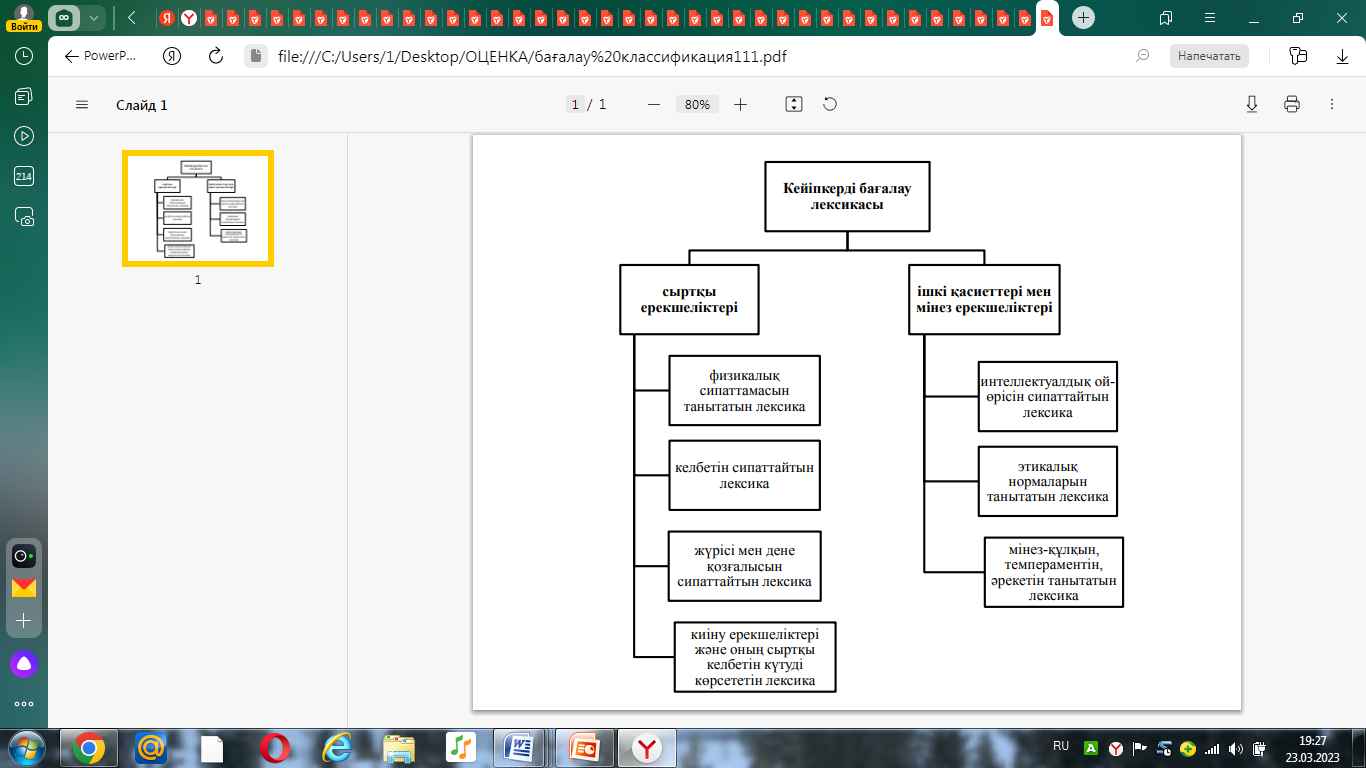 Войти
PowerP...
file:///C:/Users/1/Desktop/ОЦЕНКА/бағалау%20классификация111.pdf
Напечатать
Слайд 1
1 / 1
80%
214
1
Кейіпкерді бағалау
лексикасы
сыртқы
ерекшеліктері
физикалық
сипаттамасын
танытатын лексика
келбетін сипаттайтын
лексика
жүрісі мен дене
қозғалысын
сипаттайтын лексика
киіну ерекшеліктері
және оның сыртқы
келбетін күтуді
көрсететін лексика
ішкі қасиеттері мен
мінез ерекшеліктері
интеллектуалдық ой-
өрісін сипаттайтын
лексика
этикалық
нормаларын
танытатын лексика
мінез-құлқын,
темпераментін,
әрекетін танытатын
лексика
RU
19:27
23.03.2023